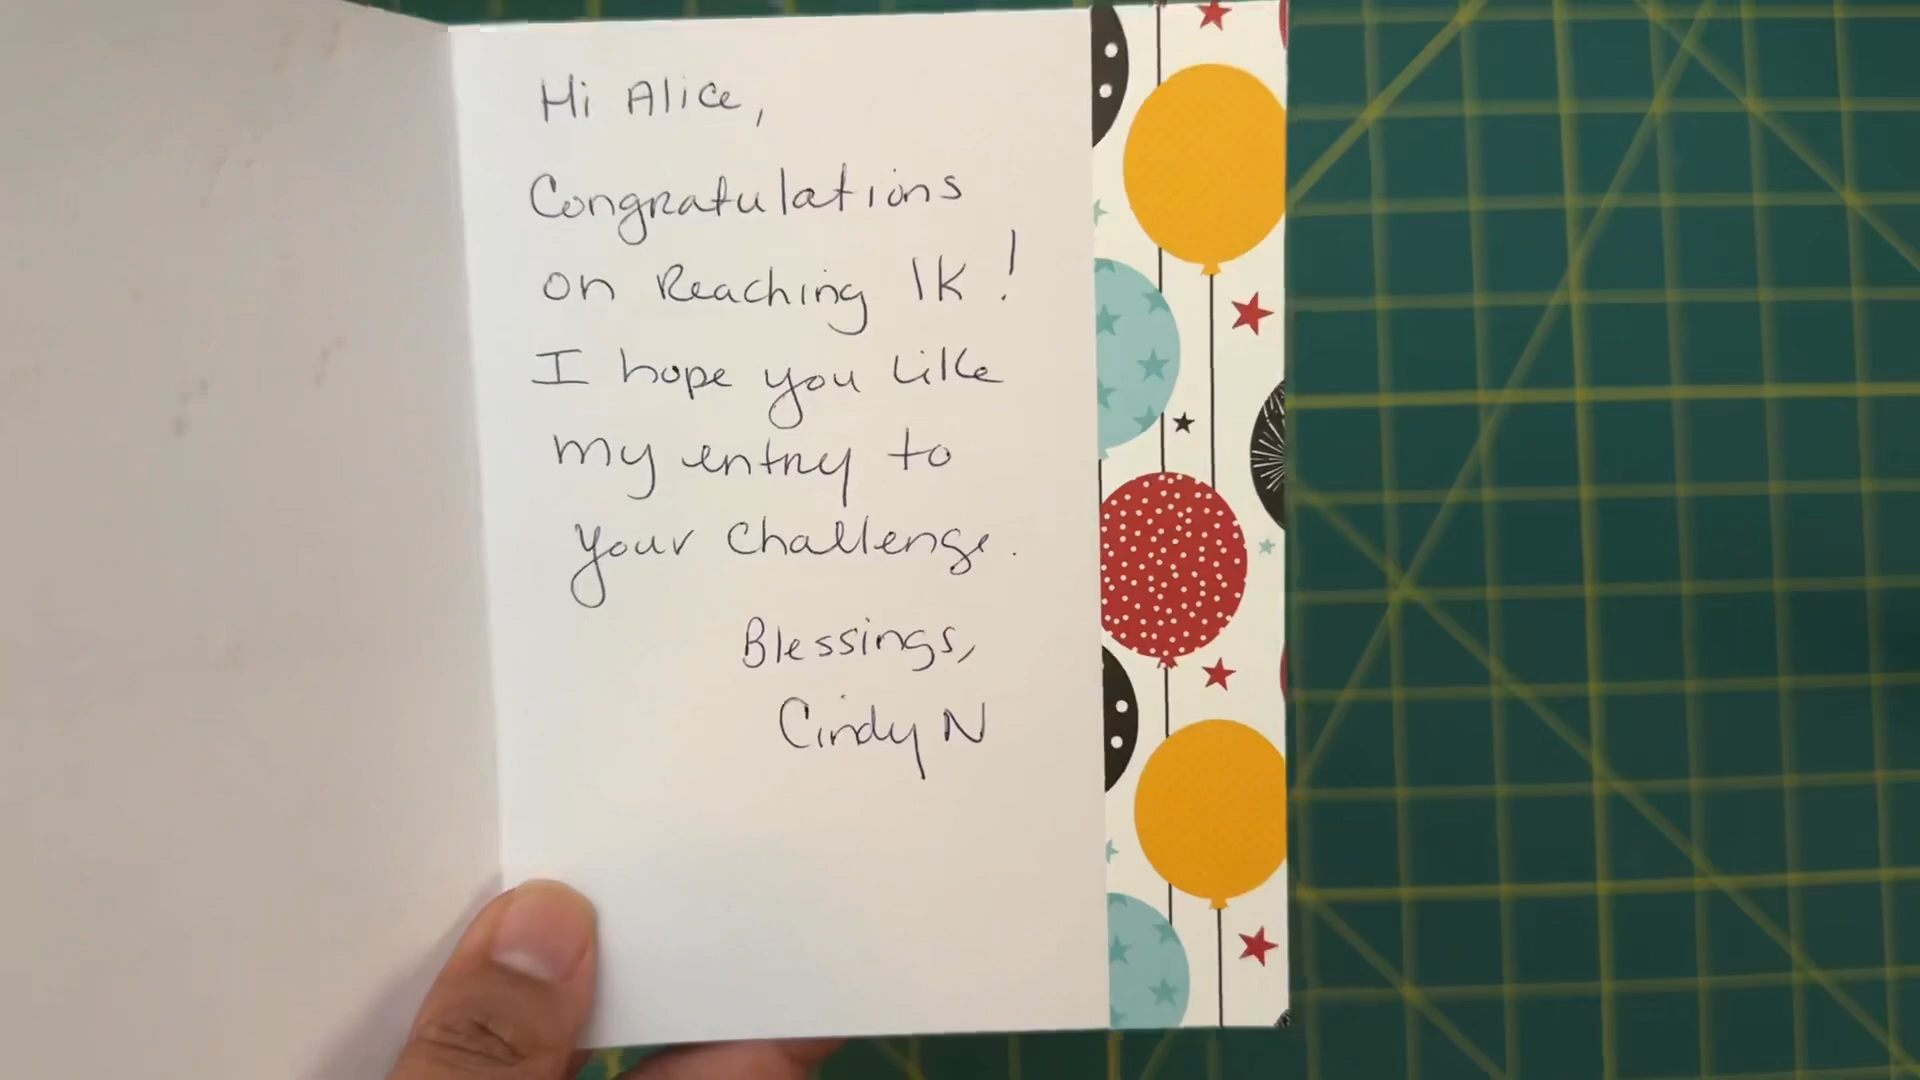 Hi Alice,
Congratulations
on Reaching 1K!
I hope you like
my entry to
your challenge.
Blessings,
Cindy N